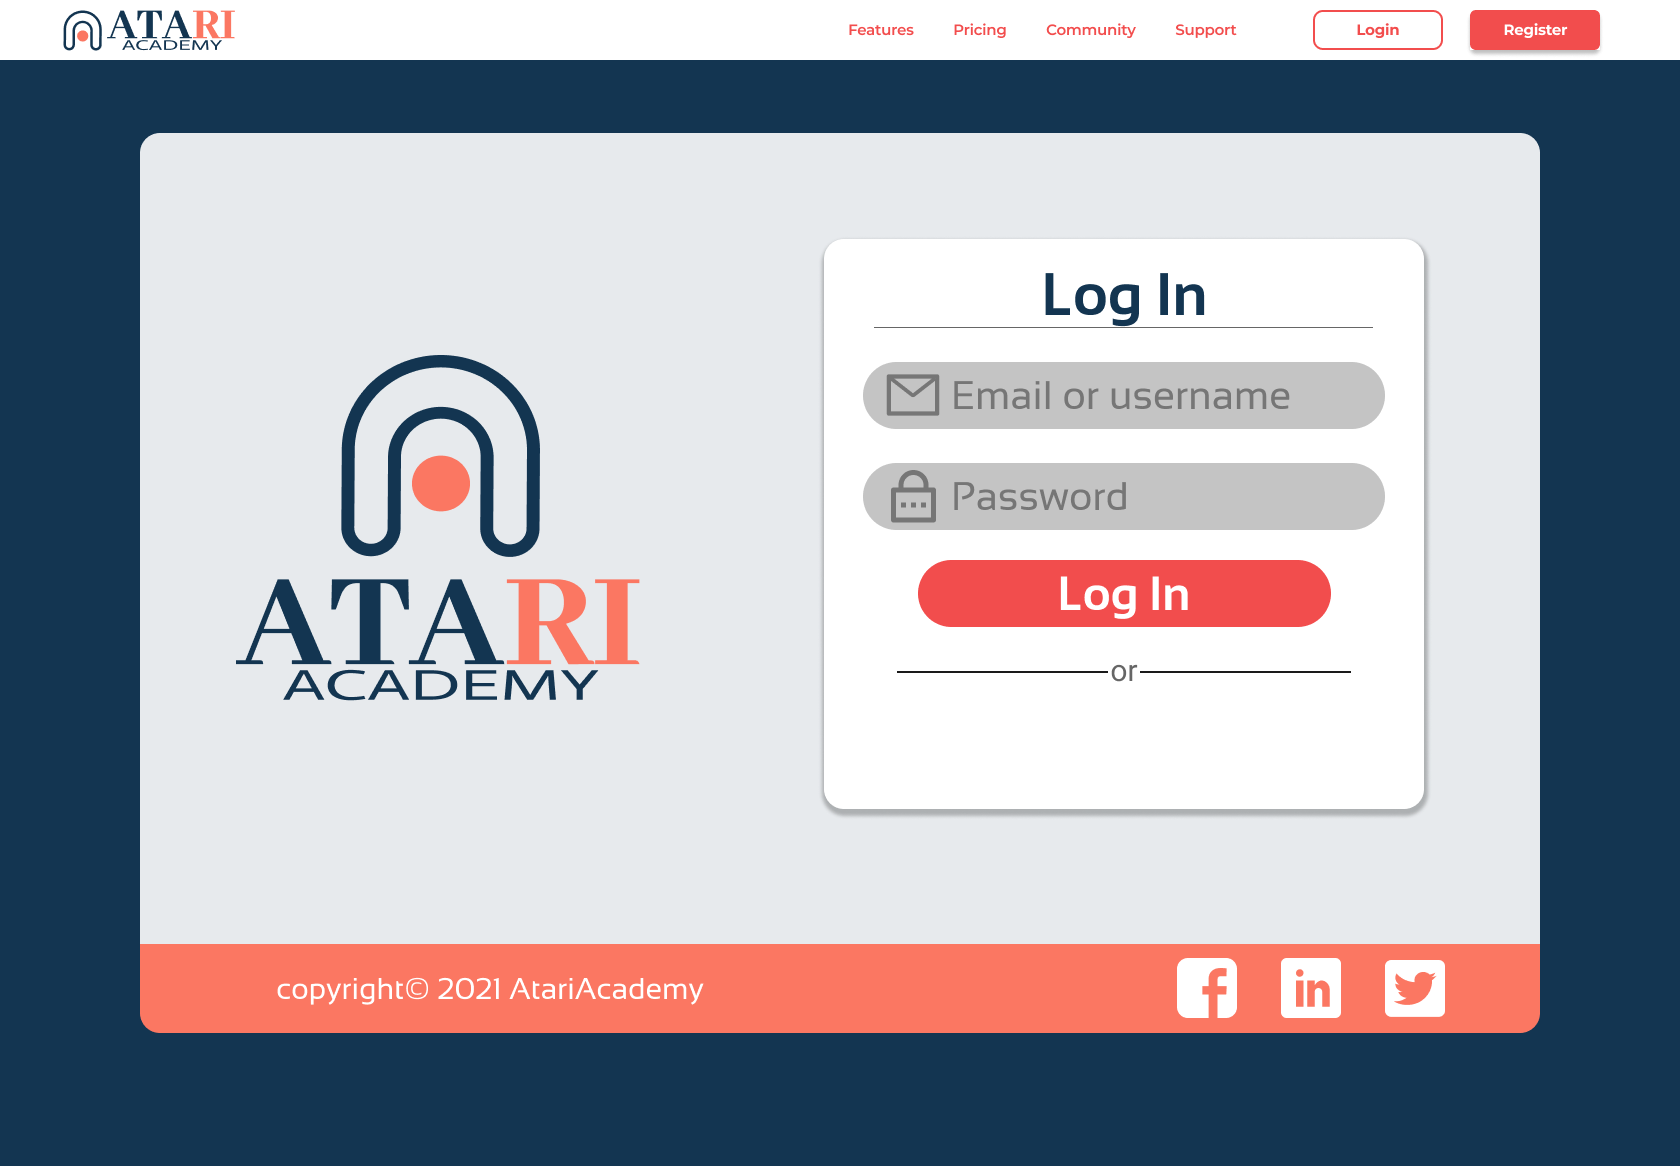 ATARI
ACADEMY
Features
Pricing
Community
Support
Login
Register
Log In
Email or username
Password
Log In
or
ATARI
ACADEMY
copyright© 2021 AtariAcademy
f
in